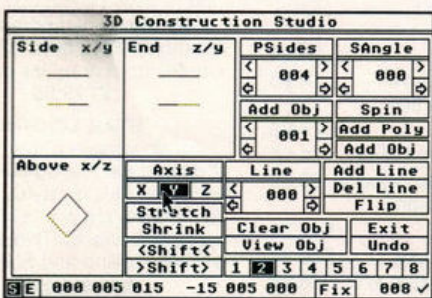 3D Construction Studio
Side x/y End z/y PSides SAngle
< 004 > < 000 >
Add Obj Spin
< 001 > Add Poly
Add Obj
Above x/z Axis Line Add Line
X Y Z < 000 > Del Line
Stretch Flip
Shrink Clear Obj Exit
<Shift< View Obj Undo
>Shift> 1 2 3 4 5 6 7 8
S E 000 005 015 -15 005 000 Fix 008 ✓